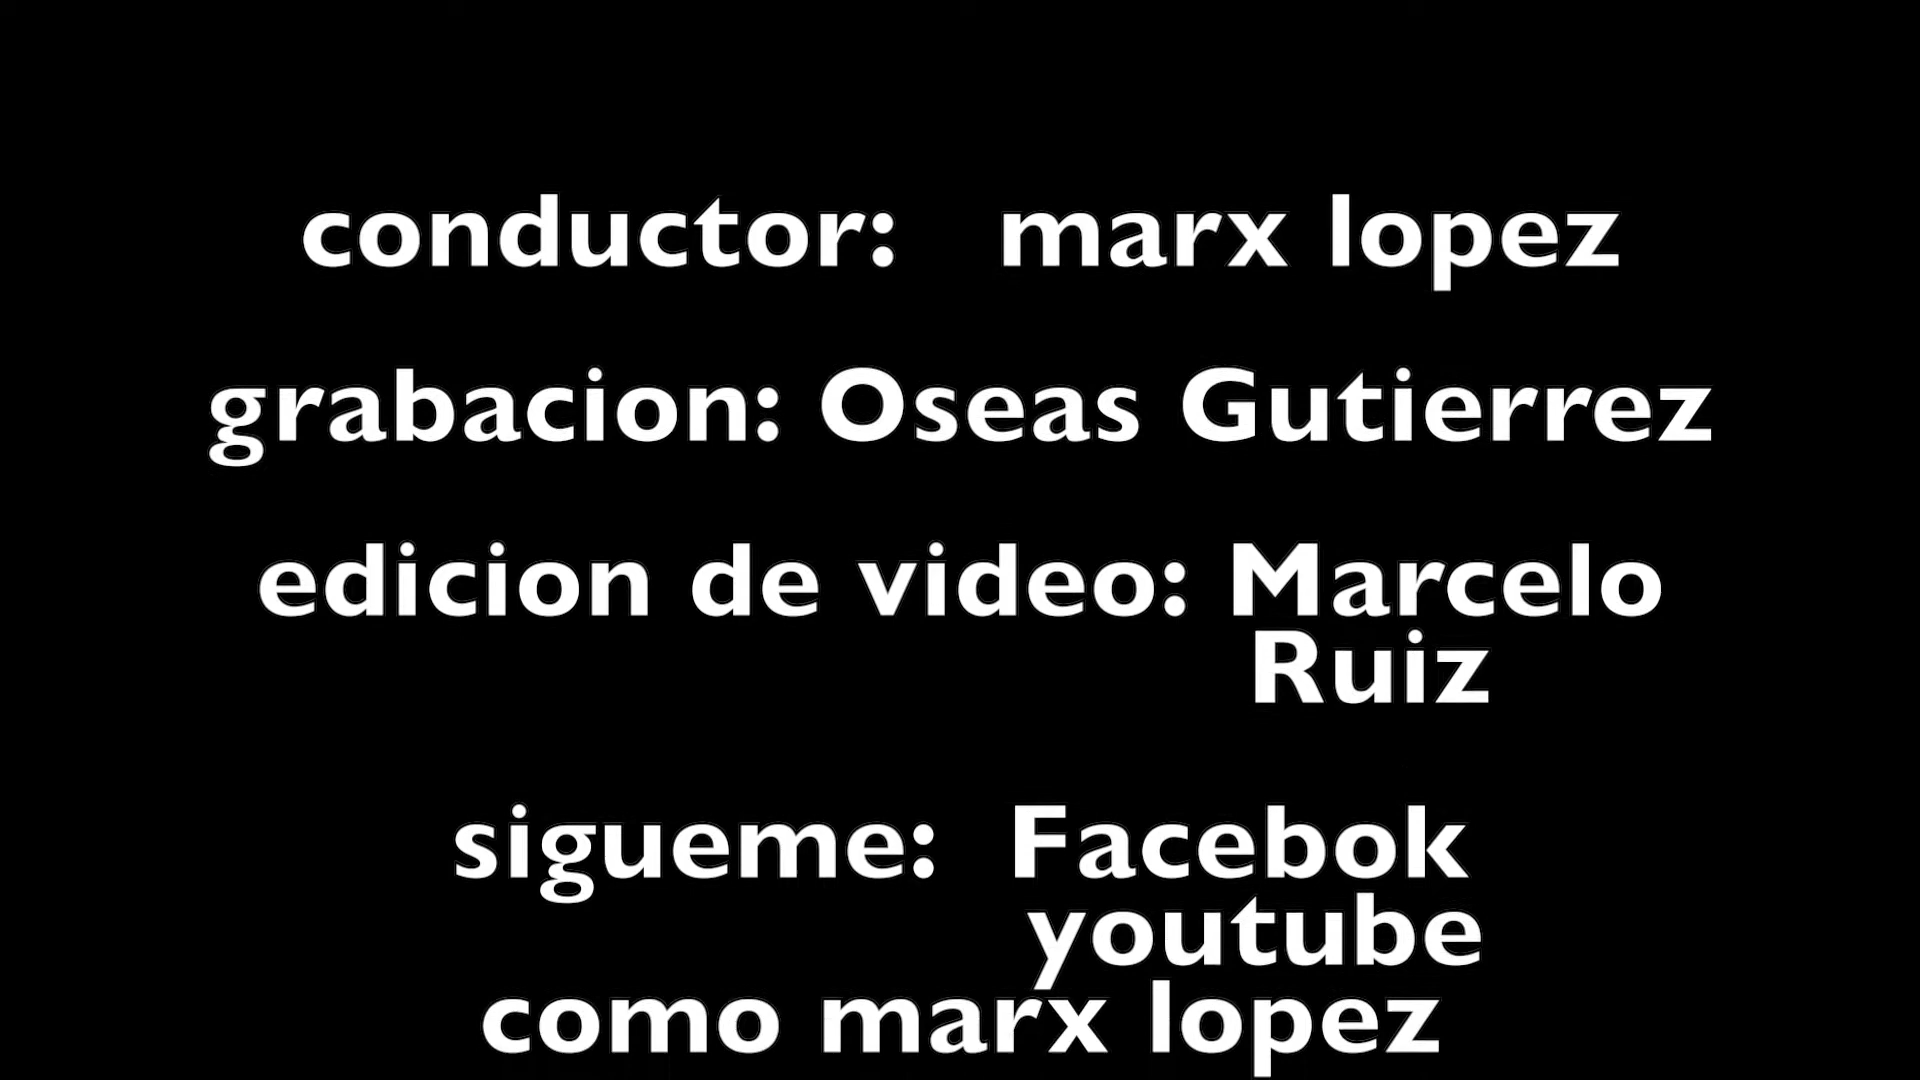 conductor: marx lopez
grabacion: Oseas Gutierrez
edicion de video: Marcelo
Ruiz
sigueme: Facebok
youtube
como marx lopez